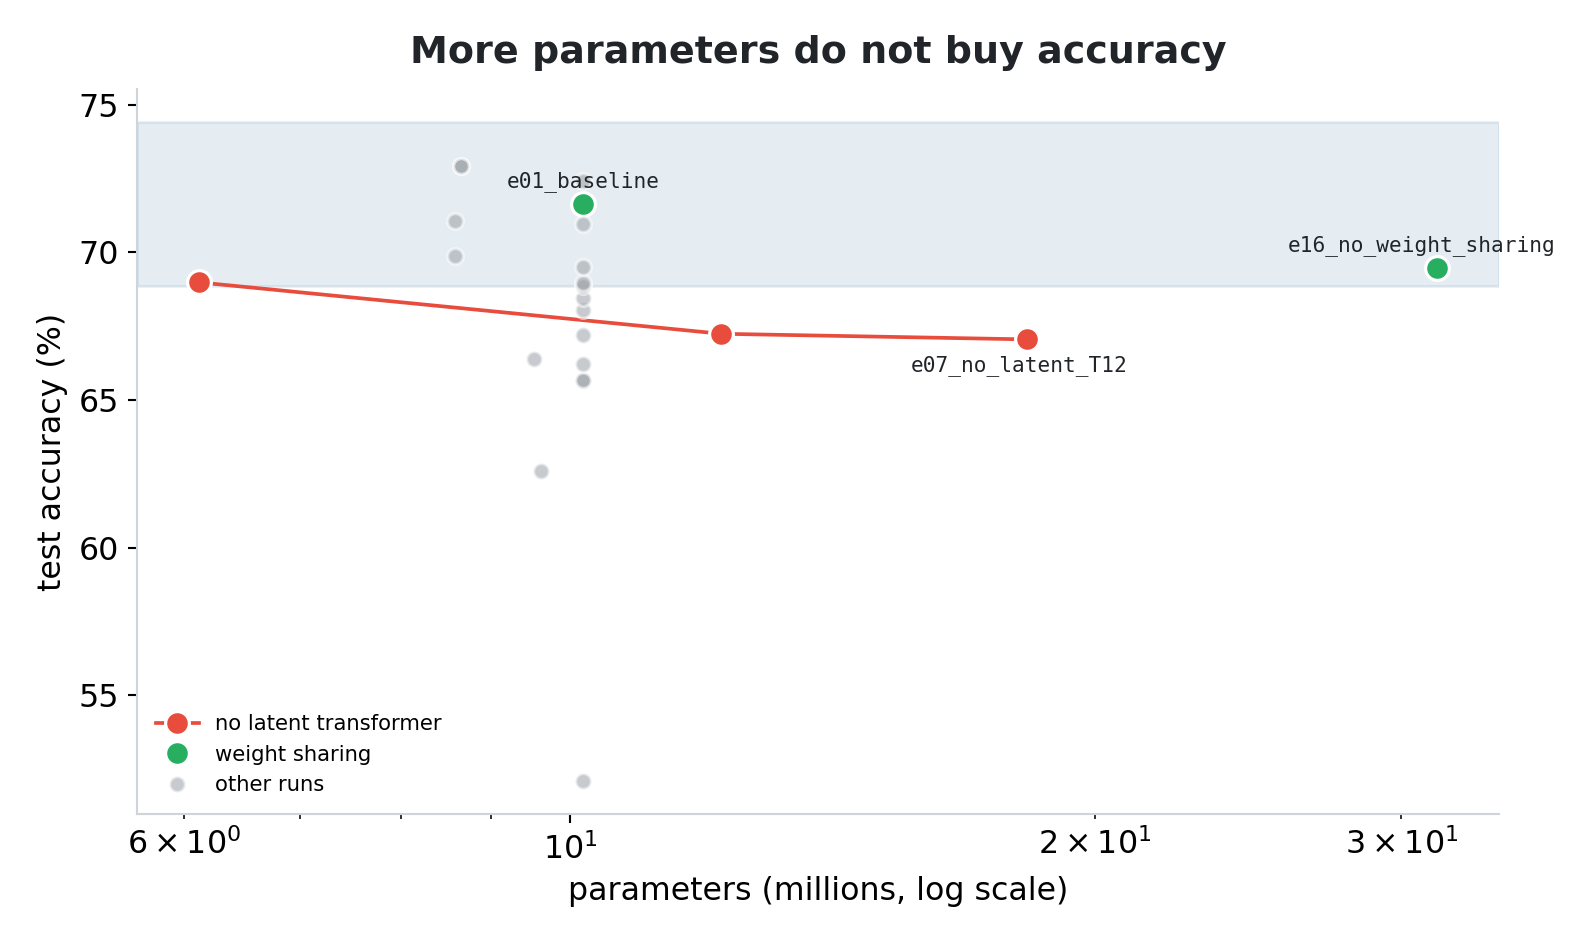 More parameters do not buy accuracy
75
70
65
60
55
test accuracy (%)
e01_baseline
e16_no_weight_sharing
e07_no_latent_T12
no latent transformer
weight sharing
other runs
6 × 10⁰
10¹
2 × 10¹
3 × 10¹
parameters (millions, log scale)